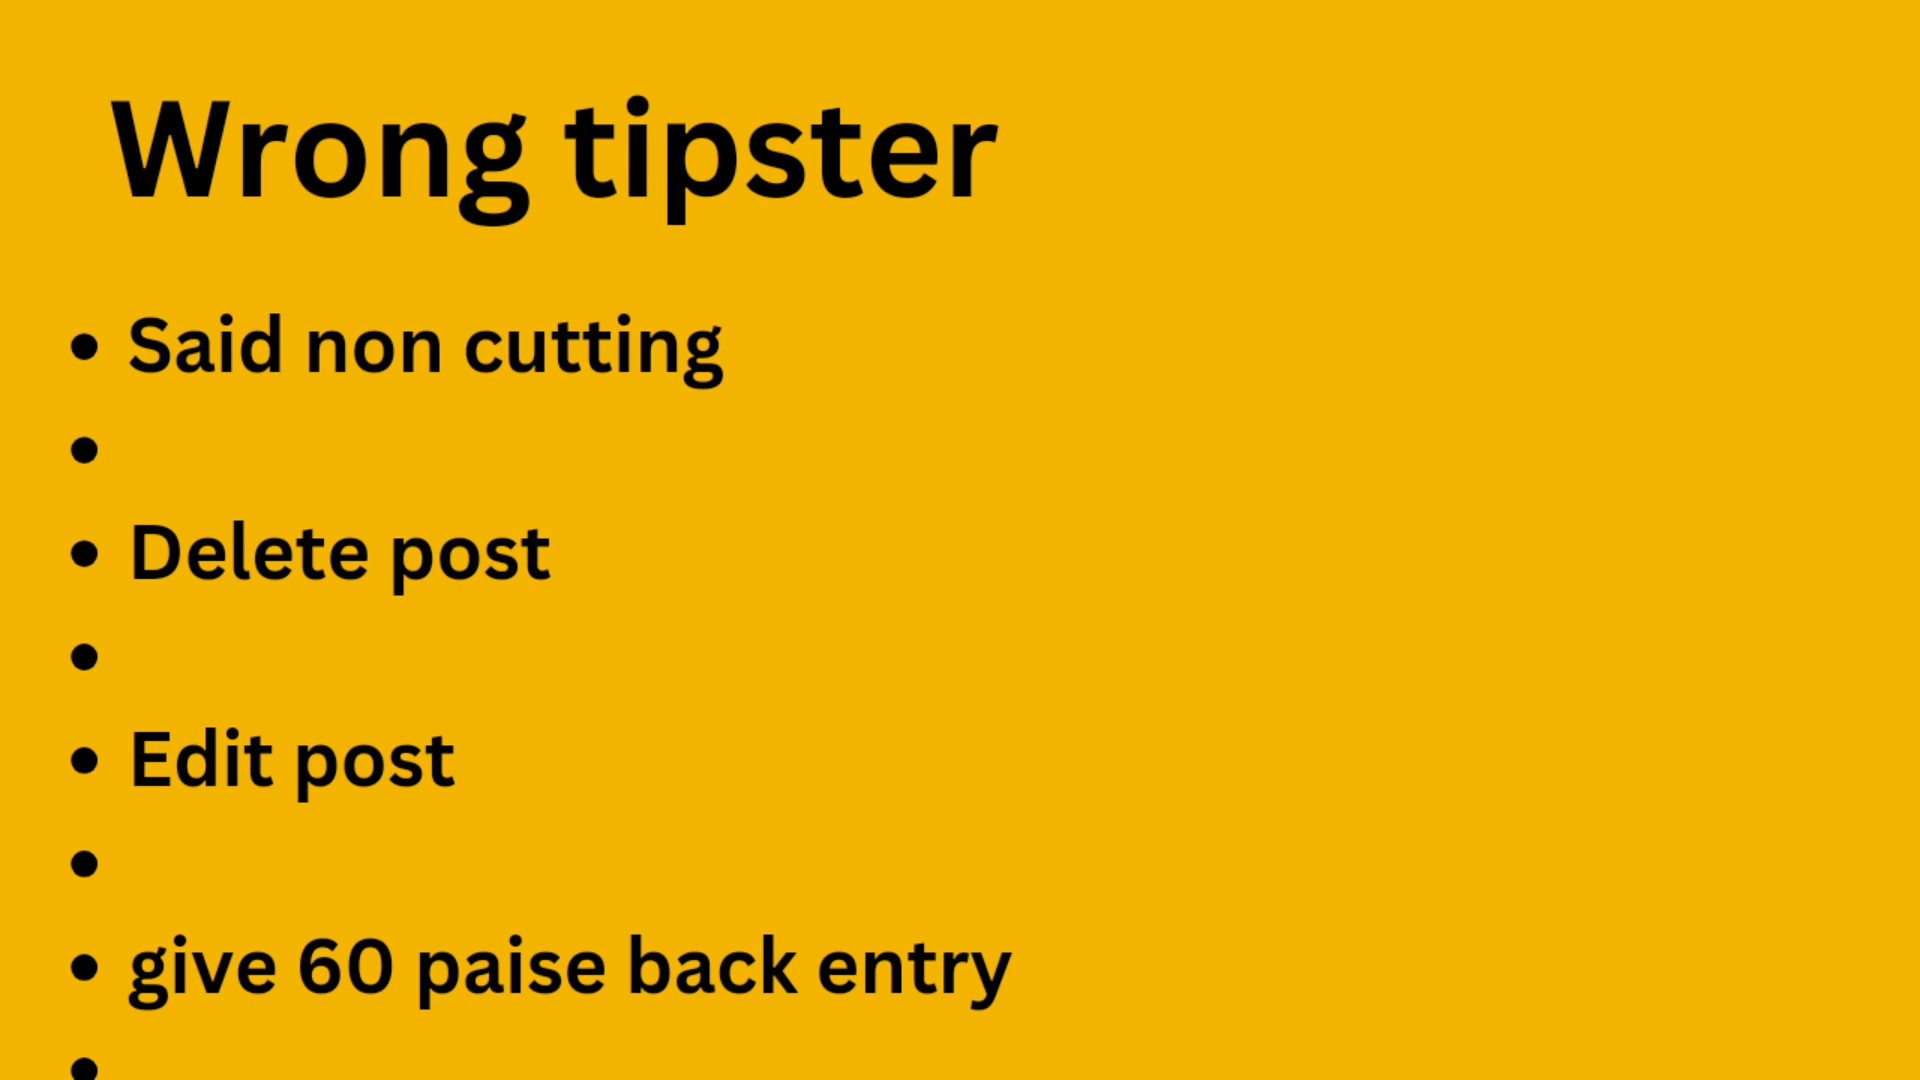 Wrong tipster
• Said non cutting
•
• Delete post
•
• Edit post
•
• give 60 paise back entry
•